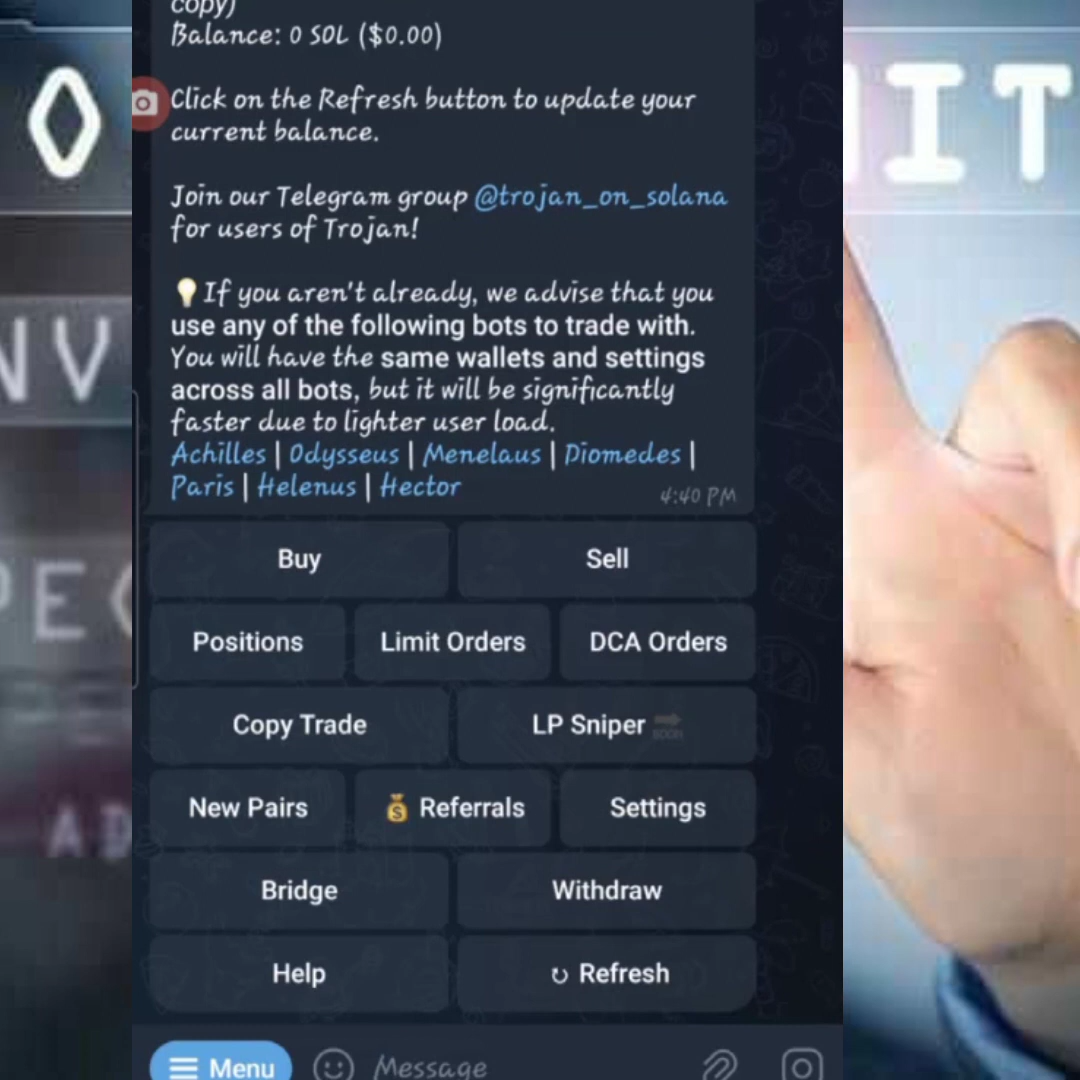 copy)
Balance: 0 SOL ($0.00)
Click on the Refresh button to update your
current balance.
Join our Telegram group @trojan_on_solana
for users of Trojan!
💡If you aren't already, we advise that you
use any of the following bots to trade with.
You will have the same wallets and settings
across all bots, but it will be significantly
faster due to lighter user load.
Achilles | Odysseus | Menelaus | Diomedes |
Paris | Helenus | Hector
4:40 PM
Buy Sell
Positions Limit Orders DCA Orders
Copy Trade LP Sniper SOON
New Pairs 💰 Referrals Settings
Bridge Withdraw
Help ↻ Refresh
Menu Message